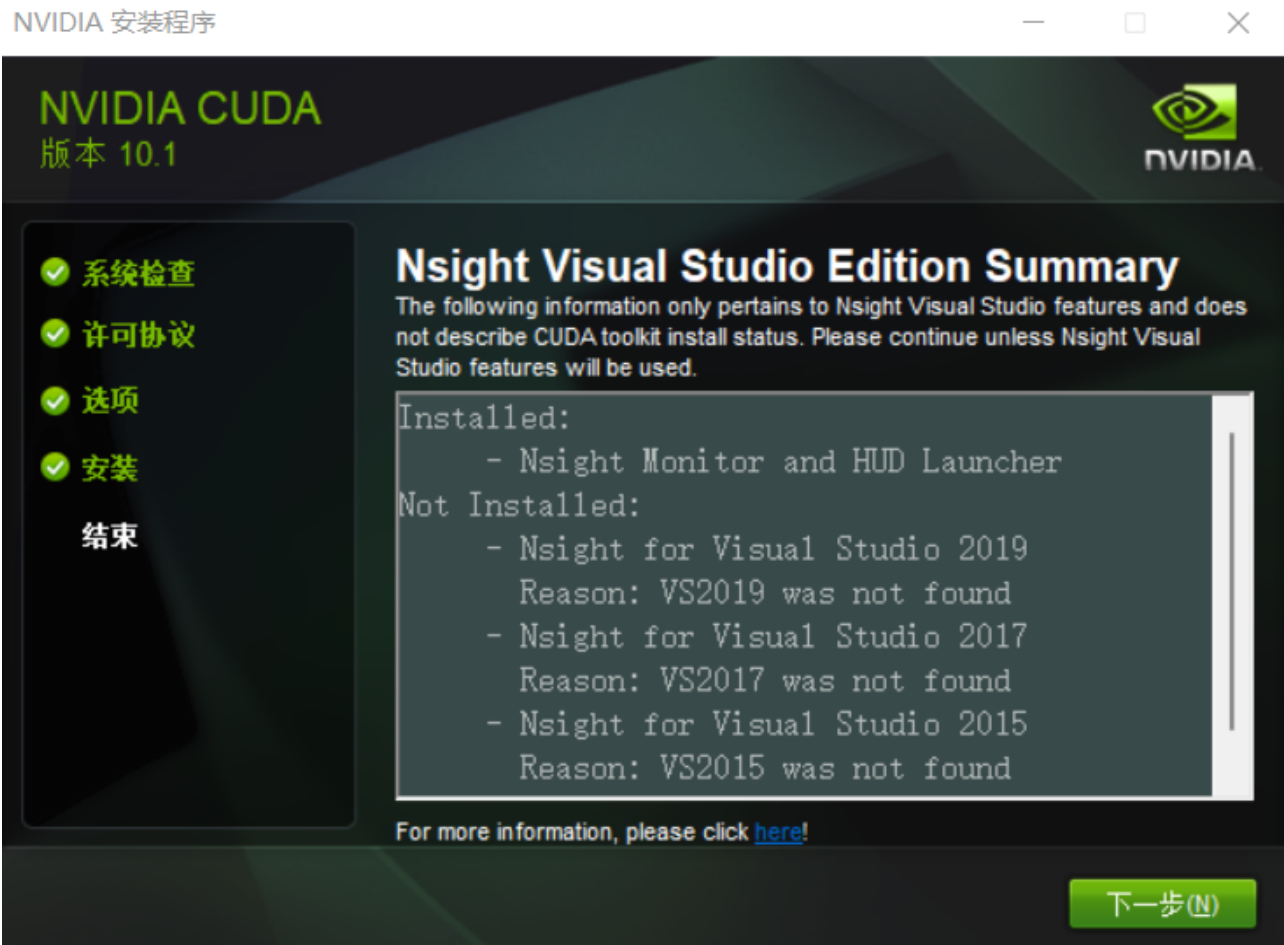 NVIDIA 安装程序
NVIDIA CUDA
版本 10.1
NVIDIA.
系统检查
许可协议
选项
安装
结束
Nsight Visual Studio Edition Summary
The following information only pertains to Nsight Visual Studio features and does
not describe CUDA toolkit install status. Please continue unless Nsight Visual
Studio features will be used.
Installed:
- Nsight Monitor and HUD Launcher
Not Installed:
- Nsight for Visual Studio 2019
Reason: VS2019 was not found
- Nsight for Visual Studio 2017
Reason: VS2017 was not found
- Nsight for Visual Studio 2015
Reason: VS2015 was not found
For more information, please click here!
下一步(N)